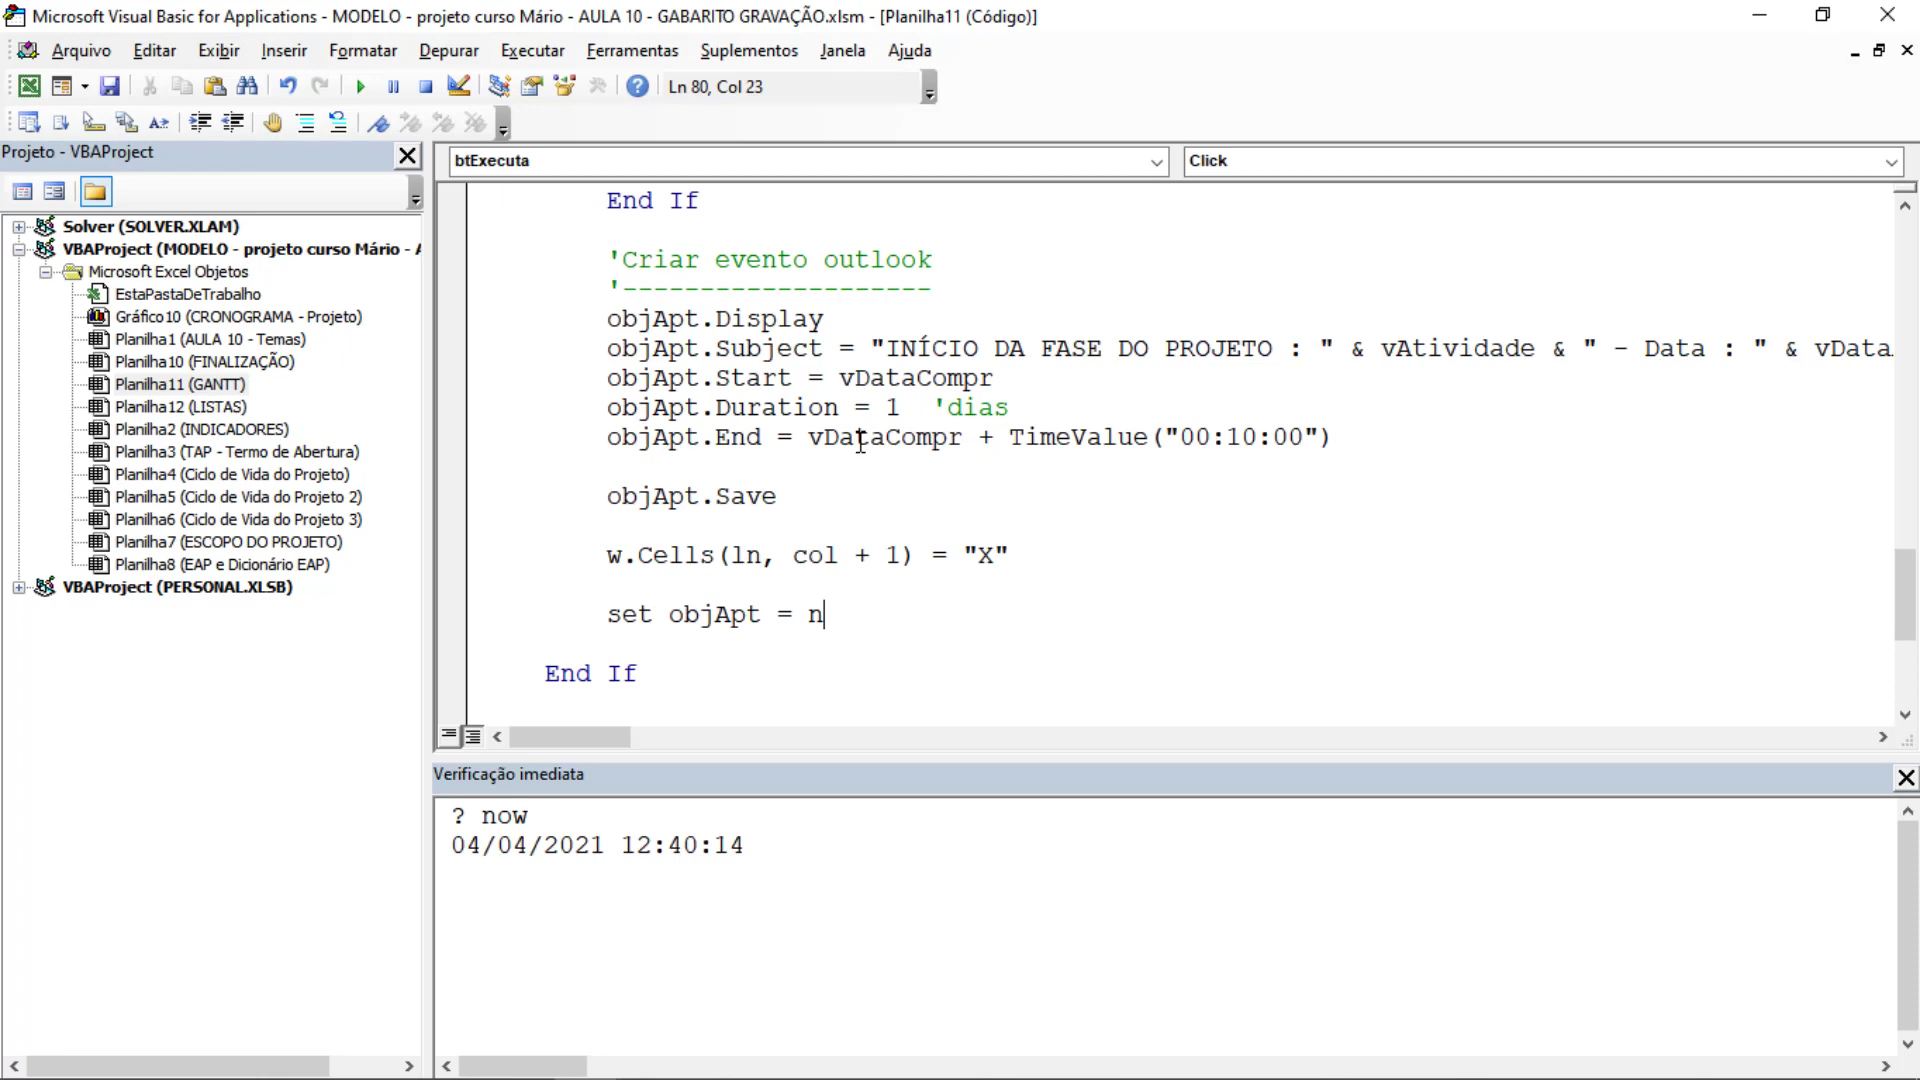 Microsoft Visual Basic for Applications - MODELO - projeto curso Mário - AULA 10 - GABARITO GRAVAÇÃO.xlsm - [Planilha11 (Código)]
Arquivo Editar Exibir Inserir Formatar Depurar Executar Ferramentas Suplementos Janela Ajuda
Ln 80, Col 23
Projeto - VBAProject
Solver (SOLVER.XLAM)
VBAProject (MODELO - projeto curso Mário - A
Microsoft Excel Objetos
EstaPastaDeTrabalho
Gráfico10 (CRONOGRAMA - Projeto)
Planilha1 (AULA 10 - Temas)
Planilha10 (FINALIZAÇÃO)
Planilha11 (GANTT)
Planilha12 (LISTAS)
Planilha2 (INDICADORES)
Planilha3 (TAP - Termo de Abertura)
Planilha4 (Ciclo de Vida do Projeto)
Planilha5 (Ciclo de Vida do Projeto 2)
Planilha6 (Ciclo de Vida do Projeto 3)
Planilha7 (ESCOPO DO PROJETO)
Planilha8 (EAP e Dicionário EAP)
VBAProject (PERSONAL.XLSB)
btExecuta Click
End If
'Criar evento outlook
'--------------------
objApt.Display
objApt.Subject = "INÍCIO DA FASE DO PROJETO : " & vAtividade & " - Data : " & vData
objApt.Start = vDataCompr
objApt.Duration = 1 'dias
objApt.End = vDataCompr + TimeValue("00:10:00")
objApt.Save
w.Cells(ln, col + 1) = "X"
set objApt = n
End If
Verificação imediata
? now
04/04/2021 12:40:14